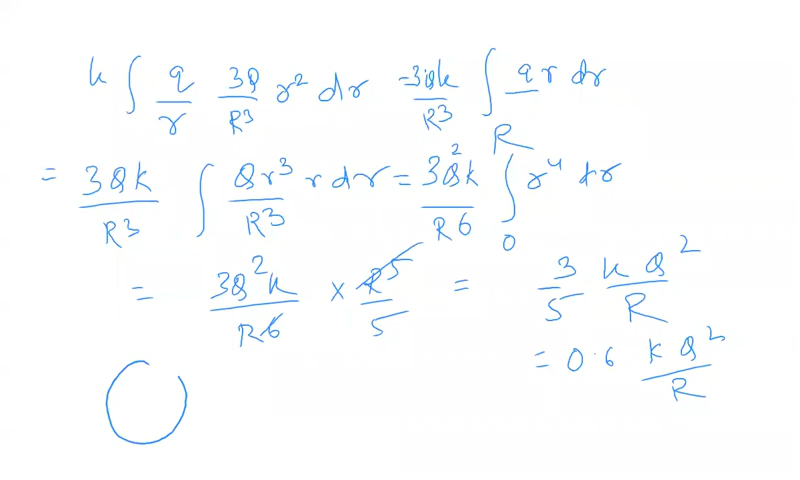 k ∫ q/r 3Q/R3 r² dr = 3Qk/R3 ∫ q r dr
= 3Qk/R3 ∫ Qr³/R3 r dr = 3Q²k/R6 ∫₀ᴿ r⁴ dr
= 3Q²k/R6 × R⁵/5 = 3/5 kQ²/R
= 0.6 kQ²/R